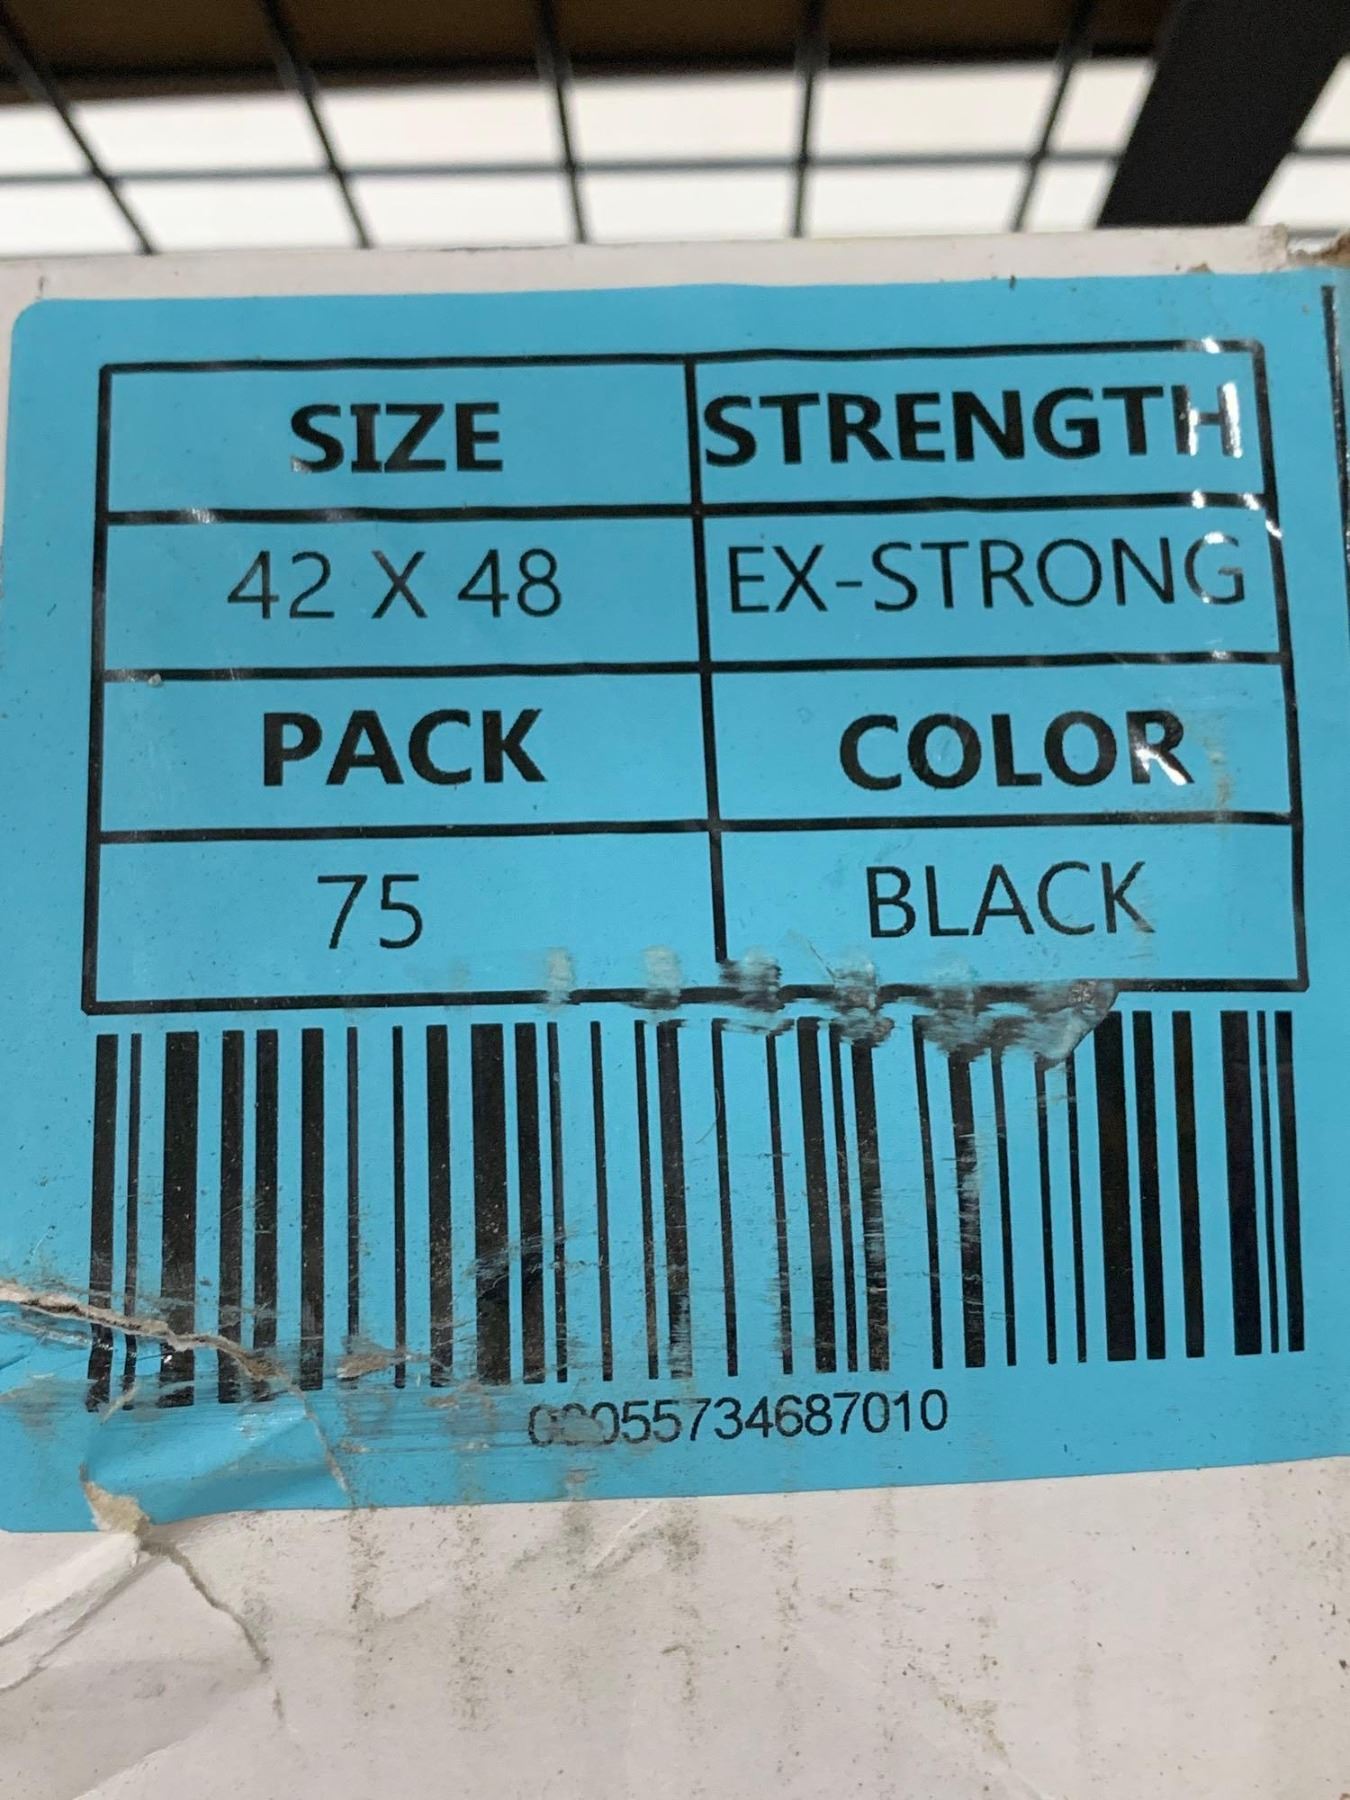 SIZE STRENGTH
42 X 48 EX-STRONG
PACK COLOR
75 BLACK